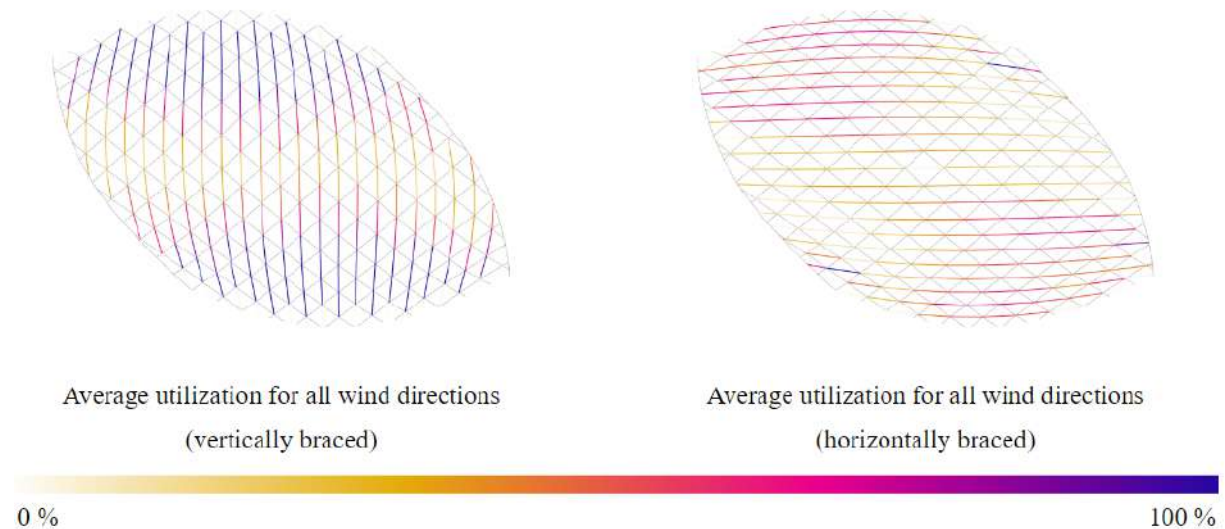 Average utilization for all wind directions
(vertically braced)
Average utilization for all wind directions
(horizontally braced)
0 %
100 %